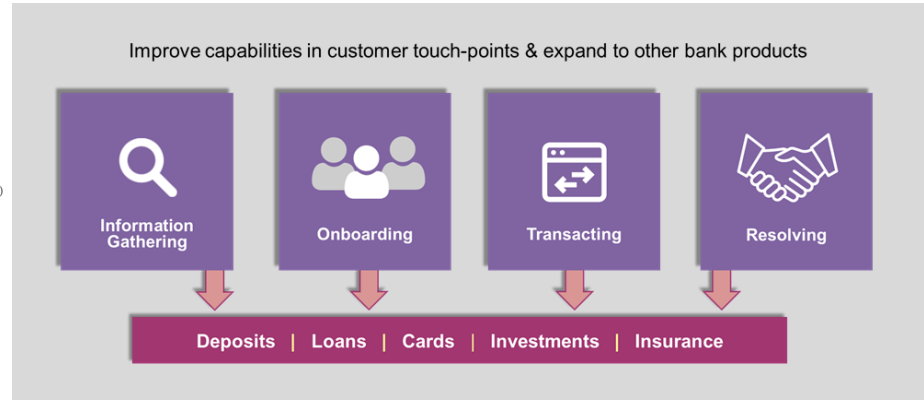 Improve capabilities in customer touch-points & expand to other bank products
)
Information
Gathering
Onboarding
Transacting
Resolving
Deposits | Loans | Cards | Investments | Insurance